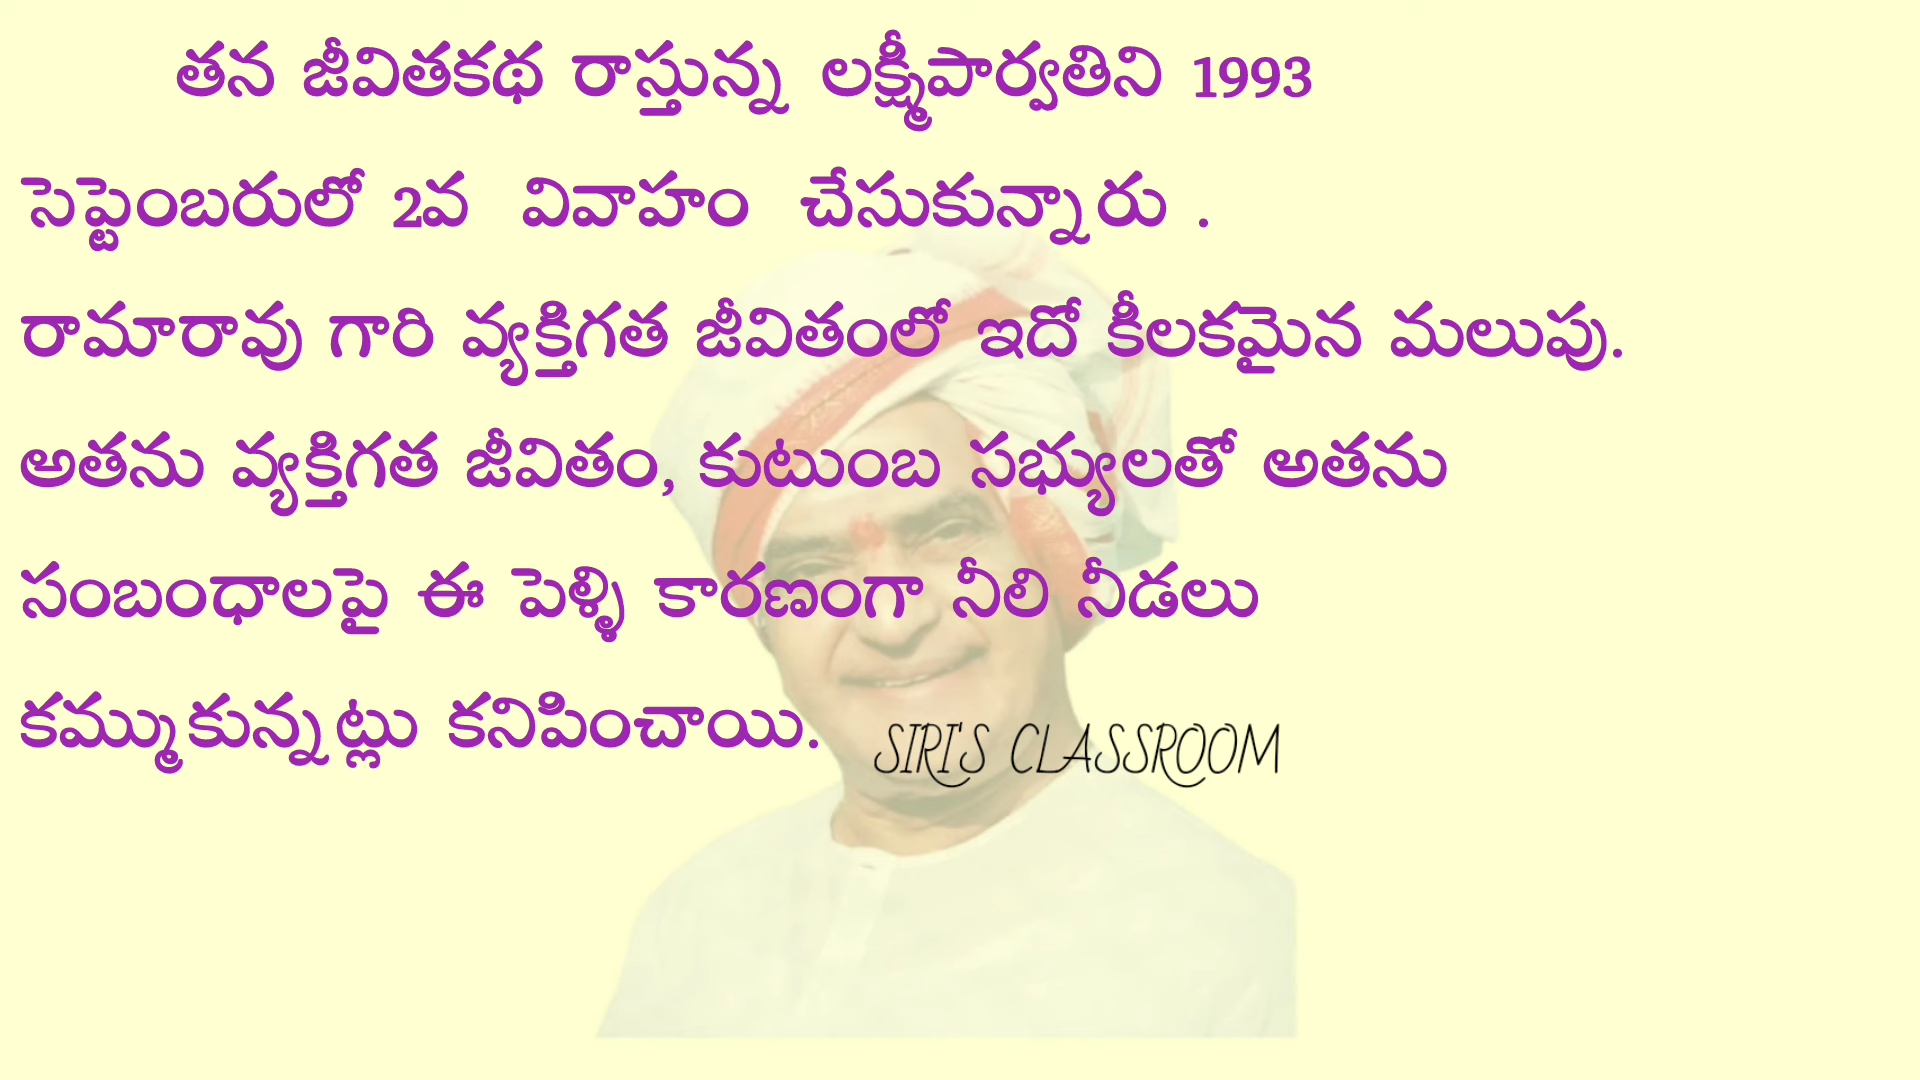 తన జీవితకథ రాస్తున్న లక్ష్మీపార్వతిని 1993
సెప్టెంబరులో 2వ వివాహం చేసుకున్నారు .
రామారావు గారి వ్యక్తిగత జీవితంలో ఇదో కీలకమైన మలుపు.
అతను వ్యక్తిగత జీవితం, కుటుంబ సభ్యులతో అతను
సంబంధాలపై ఈ పెళ్ళి కారణంగా నీలి నీడలు
కమ్ముకున్నట్లు కనిపించాయి.
SIRI'S CLASSROOM